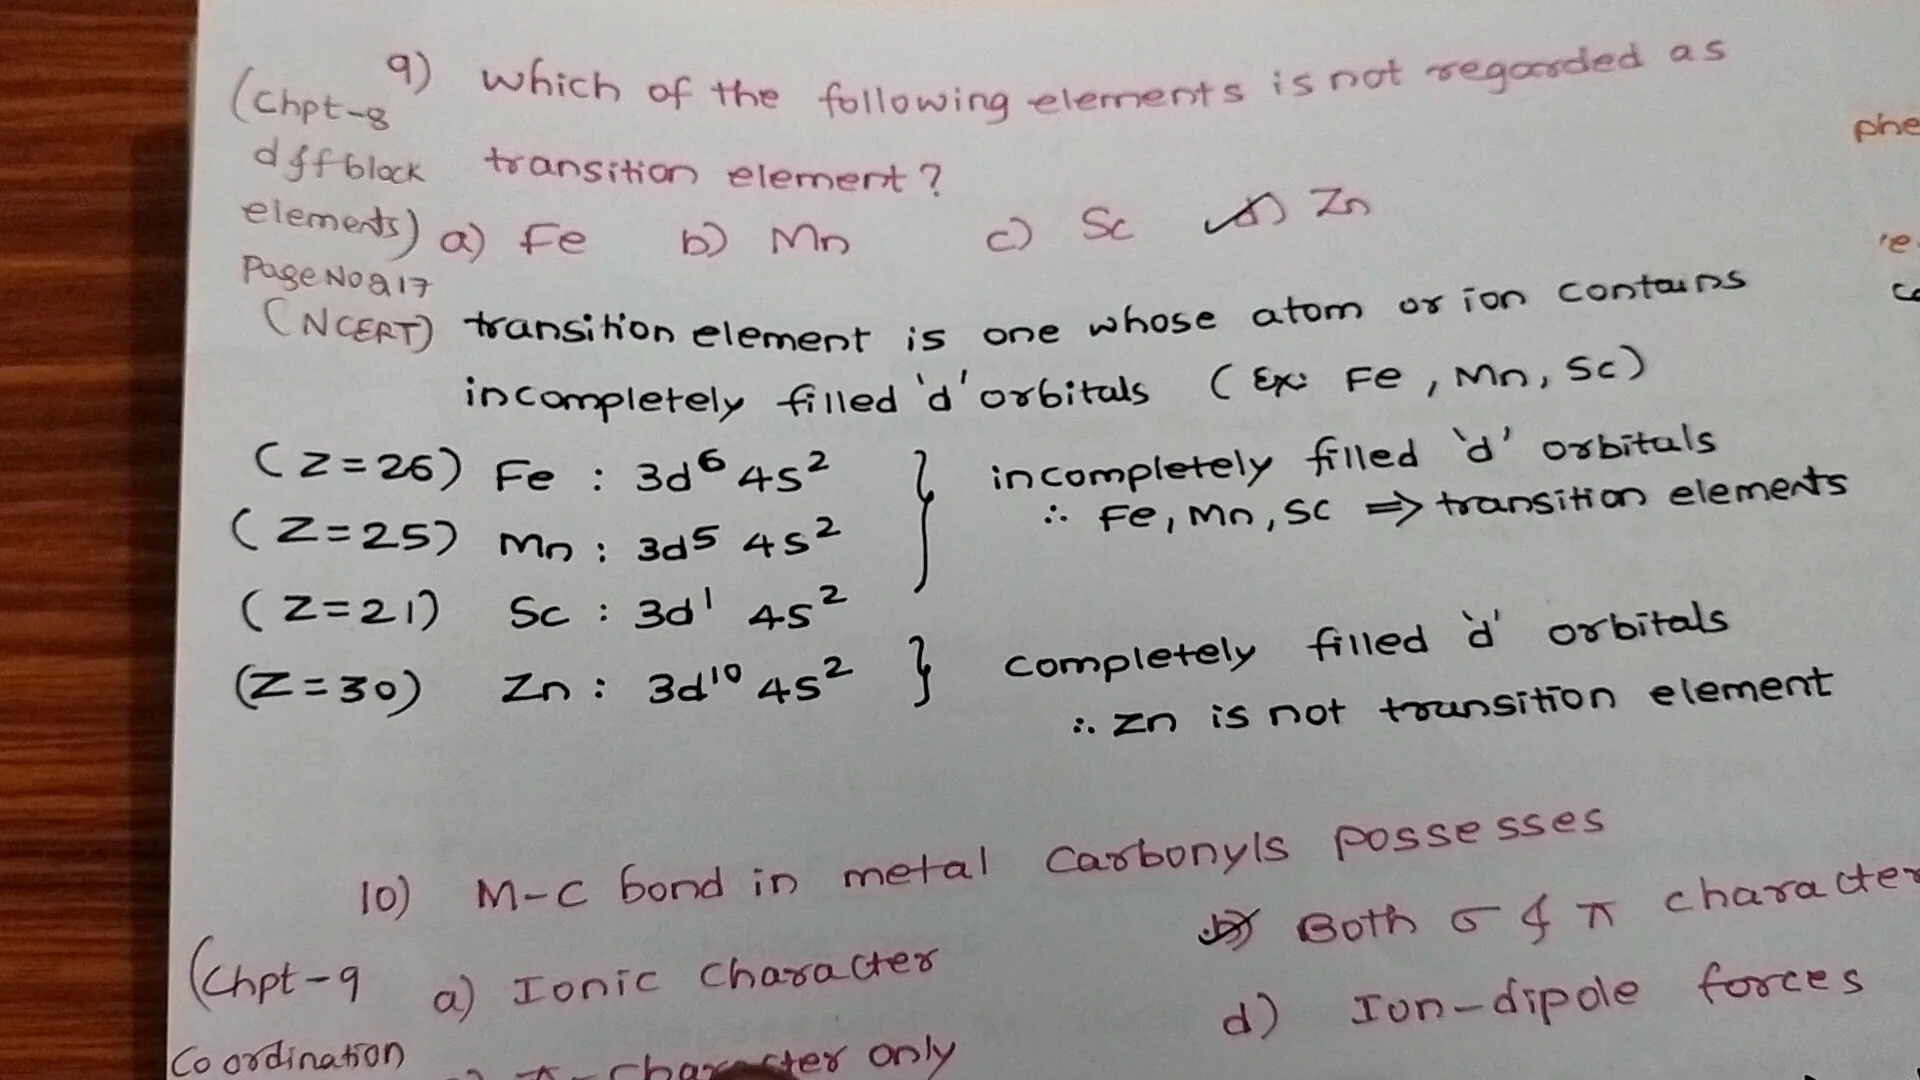 9) Which of the following elements is not regarded as
(Chpt-8
d & f block transition element?
elements) a) Fe b) Mn c) Sc d) Zn
Page No 217
(NCERT) transition element is one whose atom or ion contains
incompletely filled 'd' orbitals (Ex: Fe, Mn, Sc)
(Z=26) Fe : 3d⁶ 4s² } incompletely filled 'd' orbitals
∴ Fe, Mn, Sc ⇒ transition elements
(Z=25) Mn : 3d⁵ 4s²
(Z=21) Sc : 3d¹ 4s²
(Z=30) Zn : 3d¹⁰ 4s² } completely filled 'd' orbitals
∴ Zn is not transition element
10) M-C bond in metal Carbonyls possesses
(Chpt-9 a) Ionic Character b) Both σ & π character
d) Ion-dipole forces
Coordination π-character only
phe